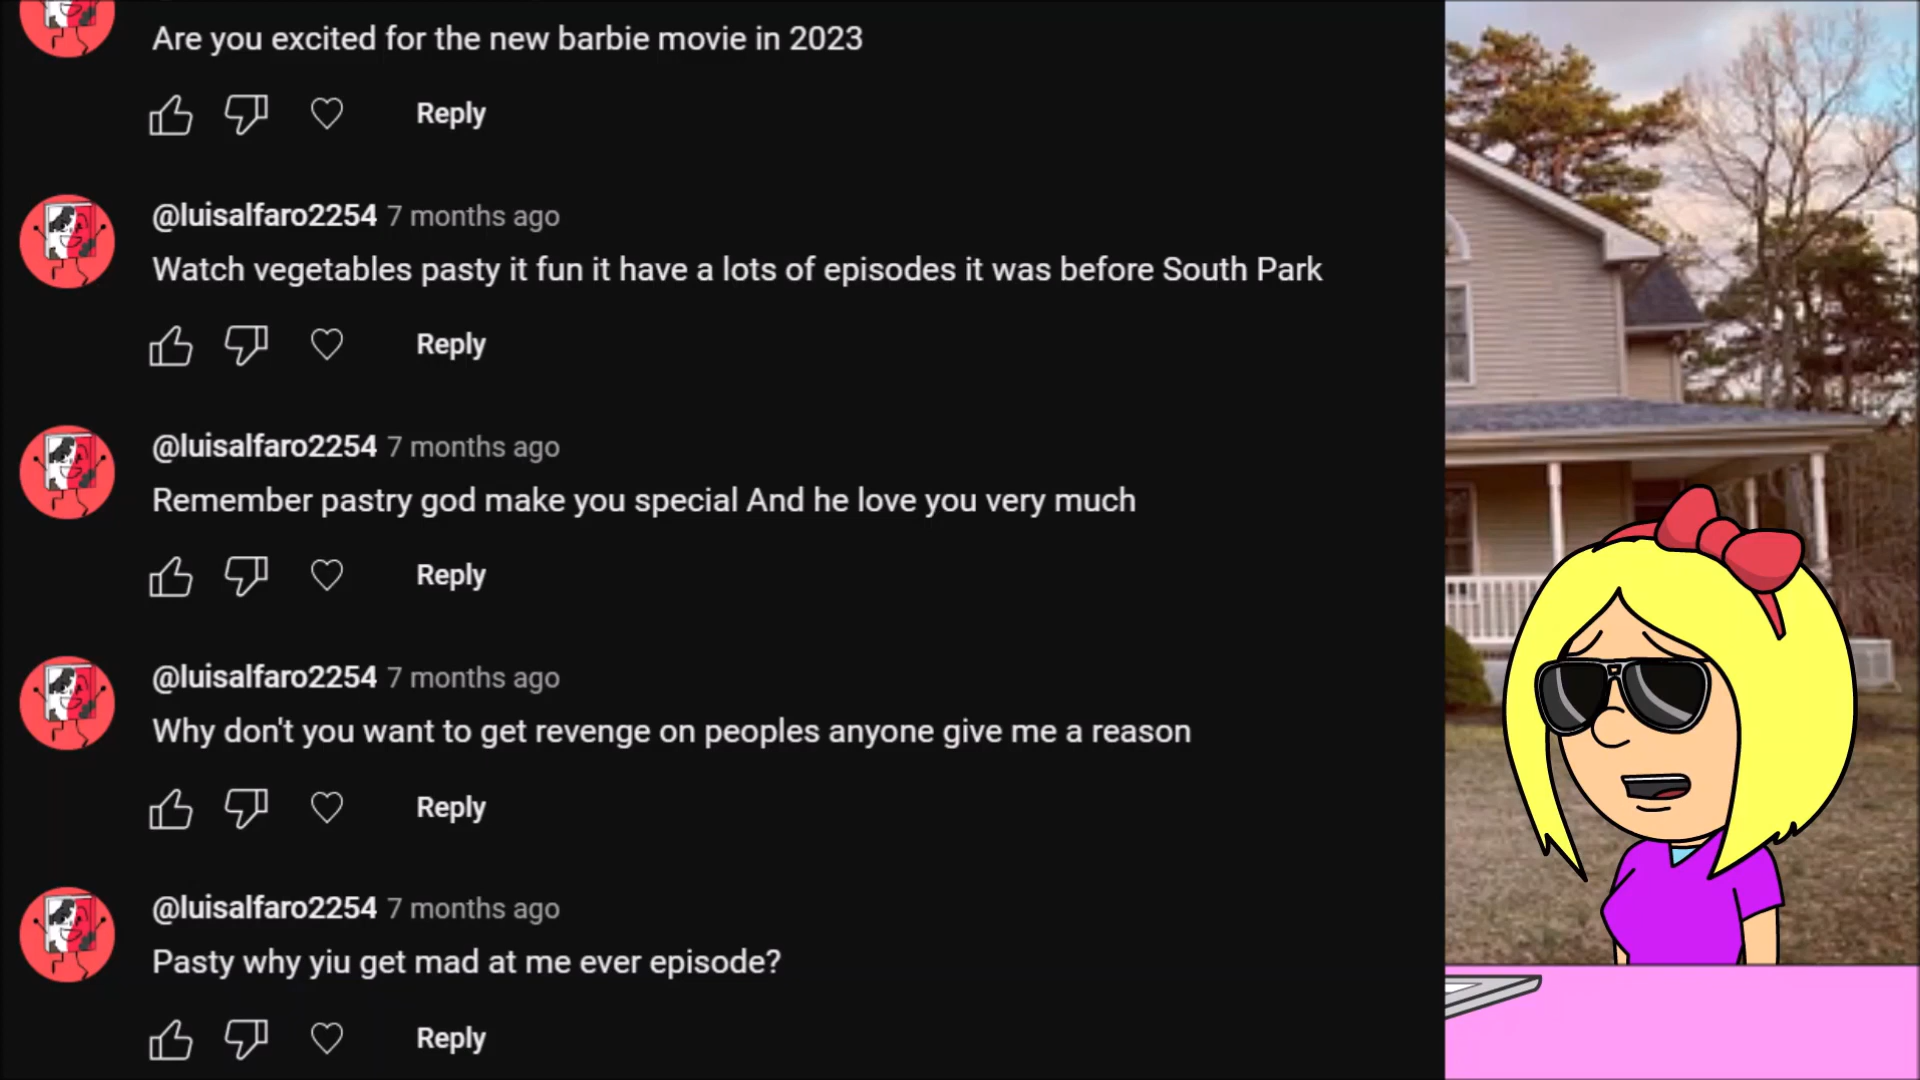 Are you excited for the new barbie movie in 2023
Reply
@luisalfaro2254 7 months ago
Watch vegetables pasty it fun it have a lots of episodes it was before South Park
Reply
@luisalfaro2254 7 months ago
Remember pastry god make you special And he love you very much
Reply
@luisalfaro2254 7 months ago
Why don't you want to get revenge on peoples anyone give me a reason
Reply
@luisalfaro2254 7 months ago
Pasty why yiu get mad at me ever episode?
Reply